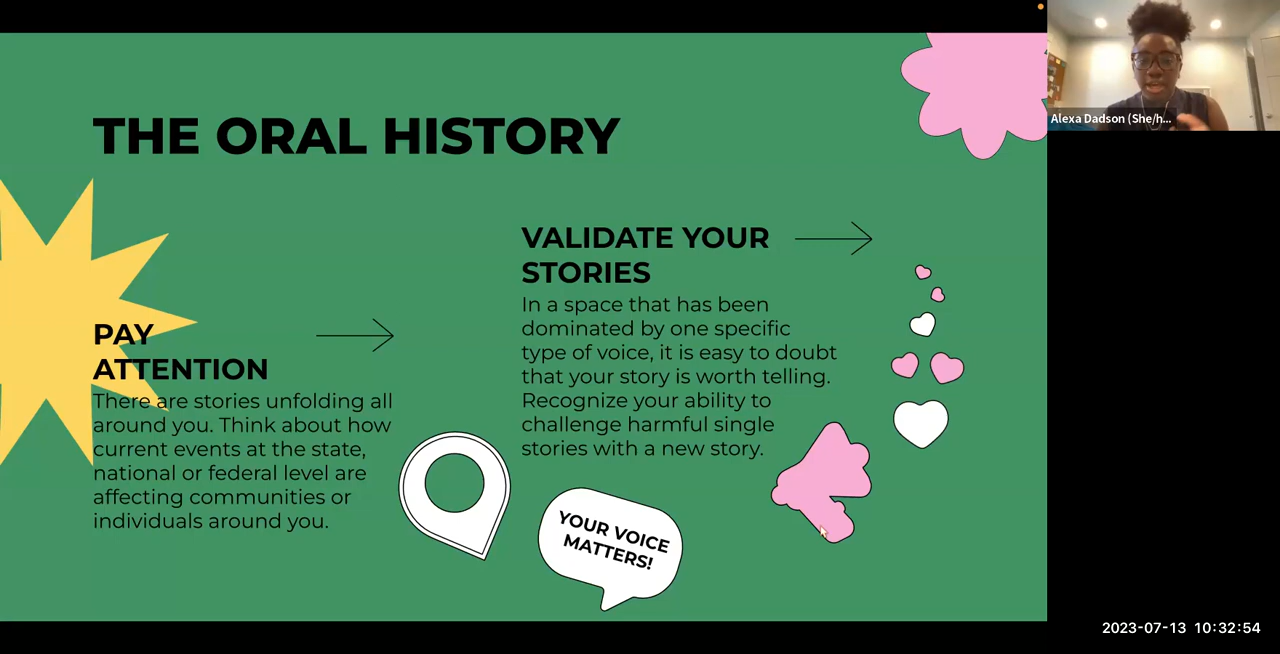 THE ORAL HISTORY
PAY
ATTENTION
There are stories unfolding all
around you. Think about how
current events at the state,
national or federal level are
affecting communities or
individuals around you.
VALIDATE YOUR
STORIES
In a space that has been
dominated by one specific
type of voice, it is easy to doubt
that your story is worth telling.
Recognize your ability to
challenge harmful single
stories with a new story.
YOUR VOICE
MATTERS!
Alexa Dadson (She/h...
2023-07-13 10:32:54